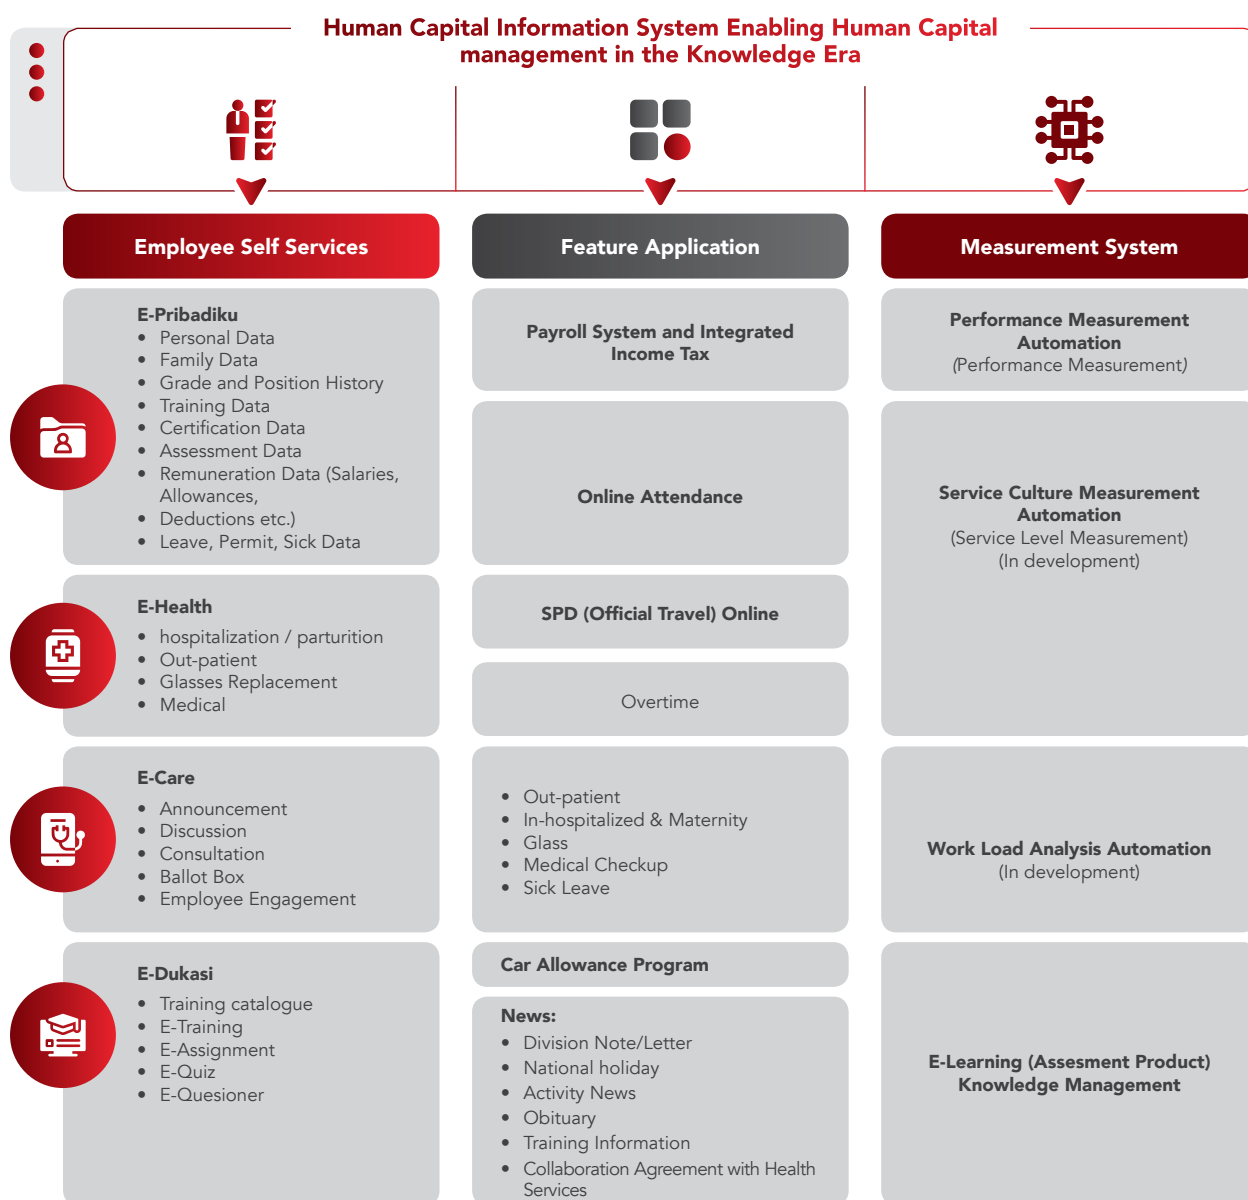 Human Capital Information System Enabling Human Capital
management in the Knowledge Era
Employee Self Services
E-Pribadiku
• Personal Data
• Family Data
• Grade and Position History
• Training Data
• Certification Data
• Assessment Data
• Remuneration Data (Salaries,
Allowances,
• Deductions etc.)
• Leave, Permit, Sick Data
E-Health
• hospitalization / parturition
• Out-patient
• Glasses Replacement
• Medical
E-Care
• Announcement
• Discussion
• Consultation
• Ballot Box
• Employee Engagement
E-Dukasi
• Training catalogue
• E-Training
• E-Assignment
• E-Quiz
• E-Quesioner
Feature Application
Payroll System and Integrated
Income Tax
Online Attendance
SPD (Official Travel) Online
Overtime
• Out-patient
• In-hospitalized & Maternity
• Glass
• Medical Checkup
• Sick Leave
Car Allowance Program
News:
• Division Note/Letter
• National holiday
• Activity News
• Obituary
• Training Information
• Collaboration Agreement with Health
Services
Measurement System
Performance Measurement
Automation
(Performance Measurement)
Service Culture Measurement
Automation
(Service Level Measurement)
(In development)
Work Load Analysis Automation
(In development)
E-Learning (Assesment Product)
Knowledge Management